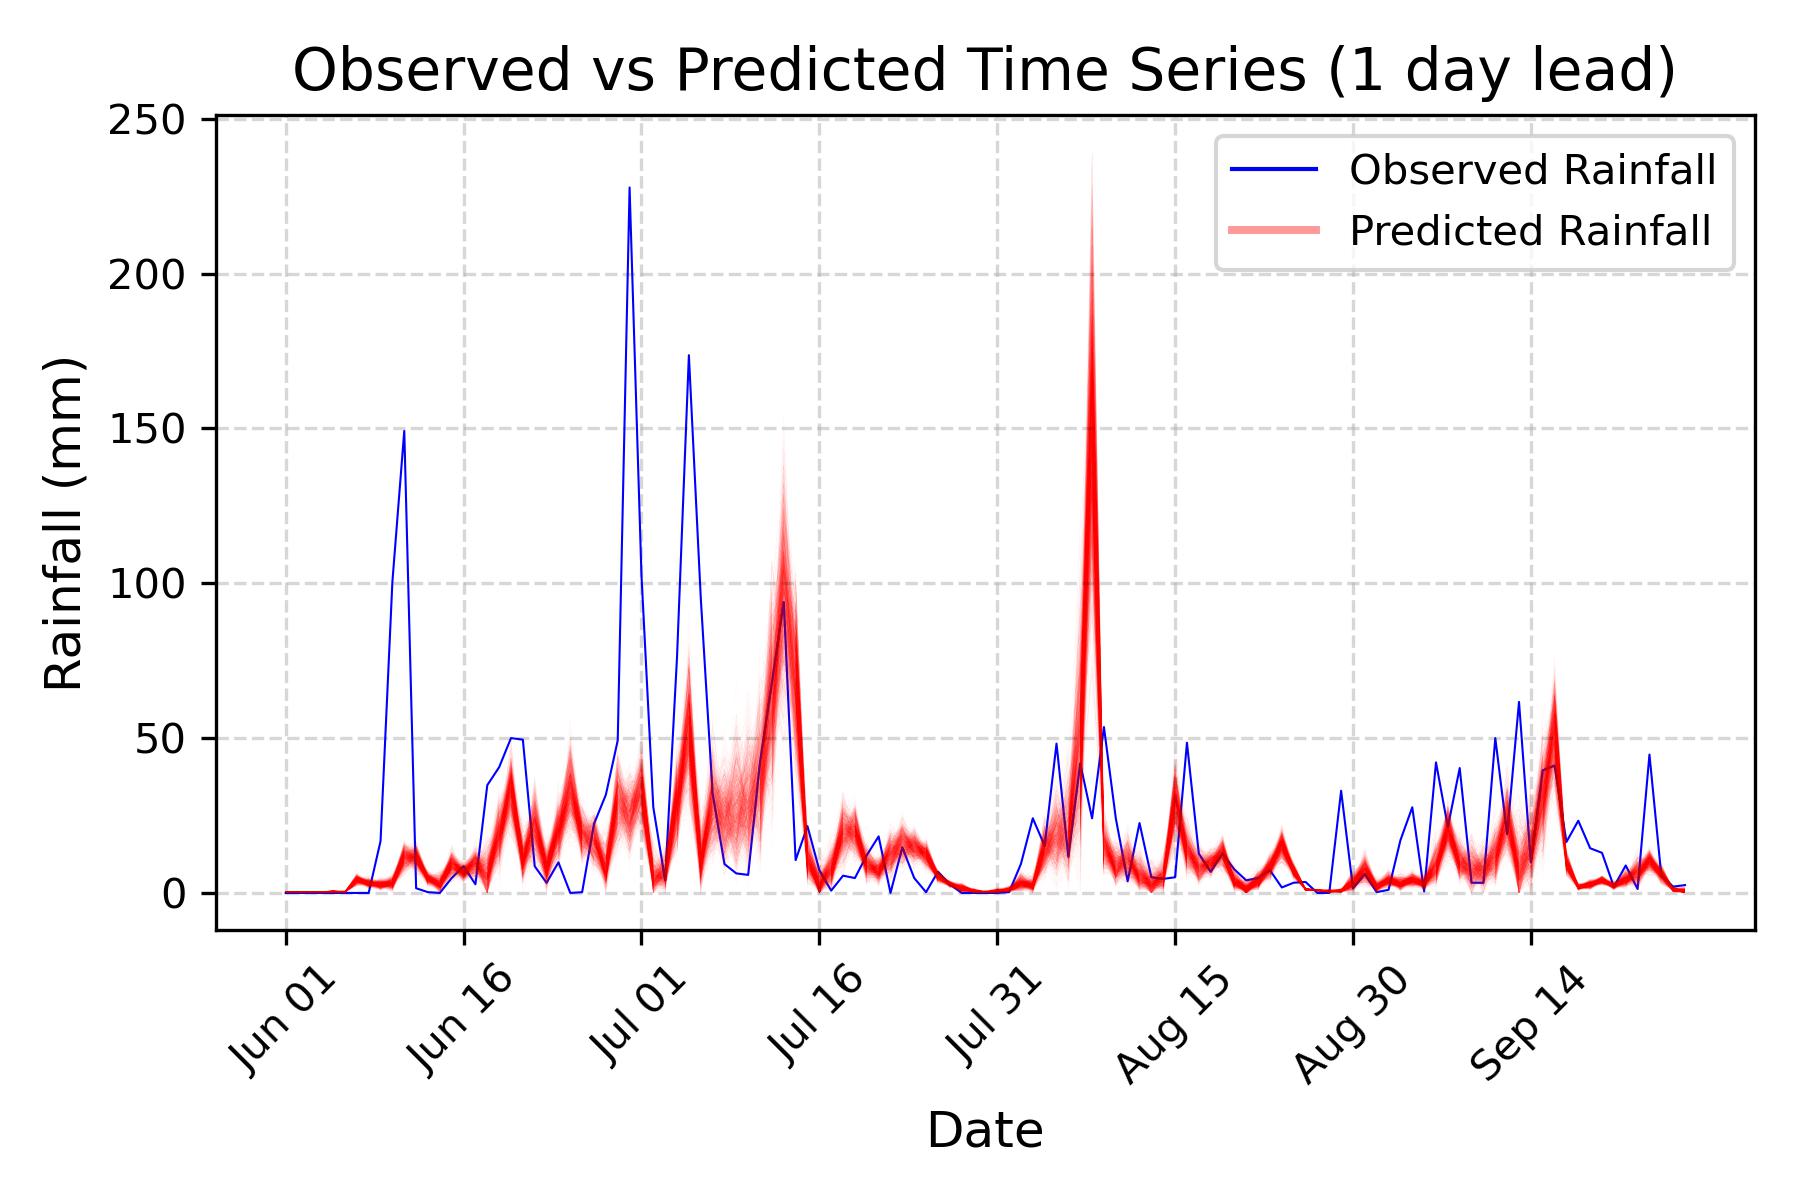 Observed vs Predicted Time Series (1 day lead)
250
200
150
100
50
0
Rainfall (mm)
Observed Rainfall
Predicted Rainfall
Jun 01
Jun 16
Jul 01
Jul 16
Jul 31
Aug 15
Aug 30
Sep 14
Date